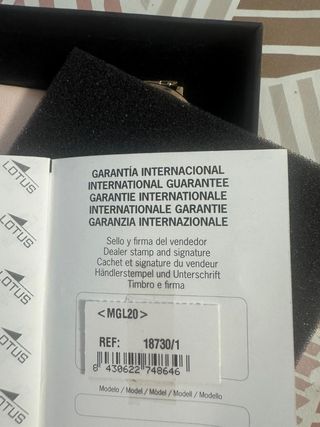 GARANTÍA INTERNACIONAL
INTERNATIONAL GUARANTEE
GARANTIE INTERNATIONALE
INTERNATIONALE GARANTIE
GARANZIA INTERNAZIONALE
Sello y firma del vendedor
Dealer stamp and signature
Cachet et signature du vendeur
Händlerstempel und Unterschrift
Timbro e firma
<MGL20>
REF: 18730/1
8 430622 748646
Modelo / Model / Model / Modell / Modello
LOTUS
LOTUS
LOTUS
LOTUS